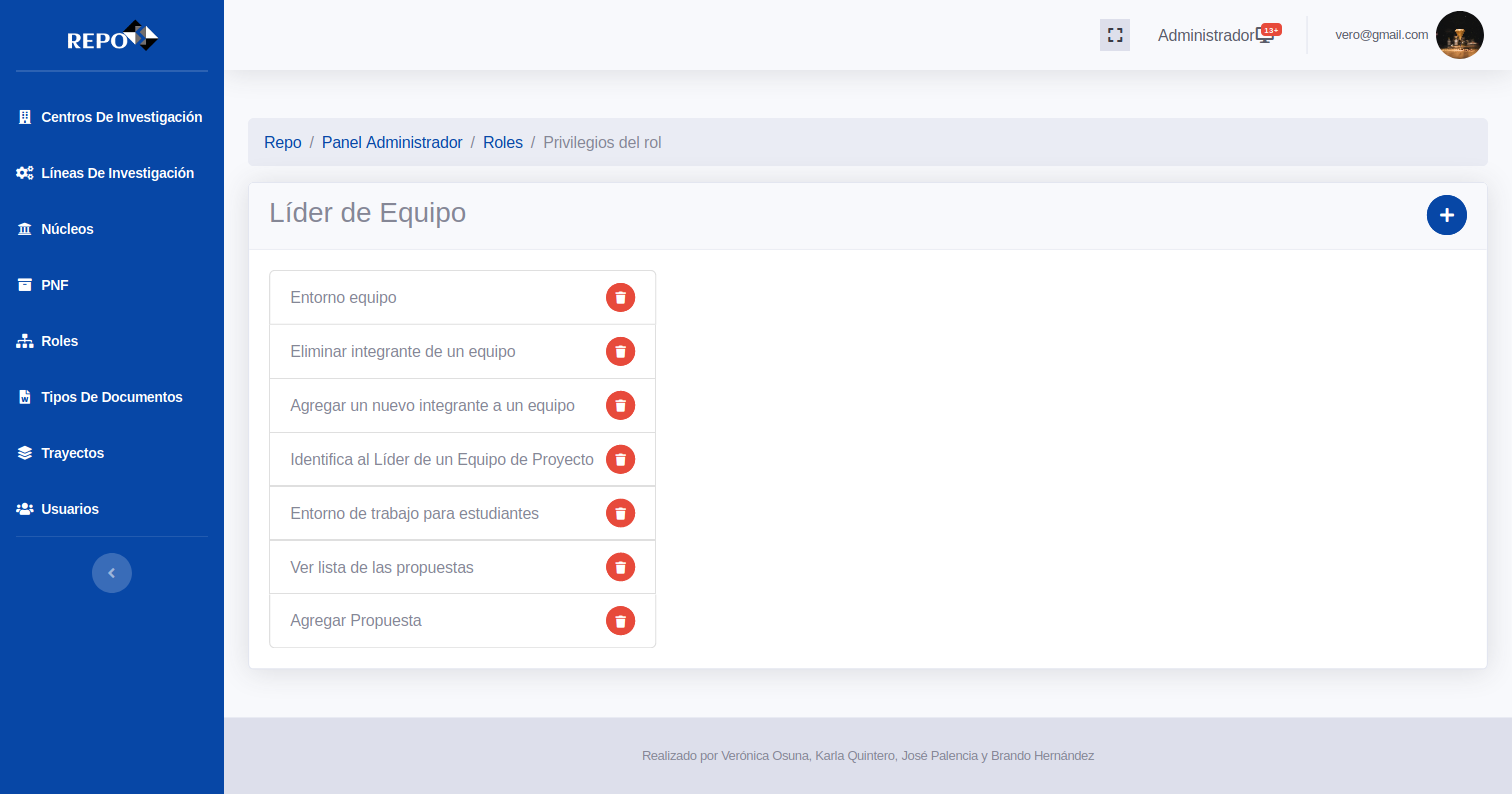 REPO
Administrador 13+
vero@gmail.com
Centros De Investigación
Líneas De Investigación
Núcleos
PNF
Roles
Tipos De Documentos
Trayectos
Usuarios
Repo / Panel Administrador / Roles / Privilegios del rol
Líder de Equipo
Entorno equipo
Eliminar integrante de un equipo
Agregar un nuevo integrante a un equipo
Identifica al Líder de un Equipo de Proyecto
Entorno de trabajo para estudiantes
Ver lista de las propuestas
Agregar Propuesta
Realizado por Verónica Osuna, Karla Quintero, José Palencia y Brando Hernández